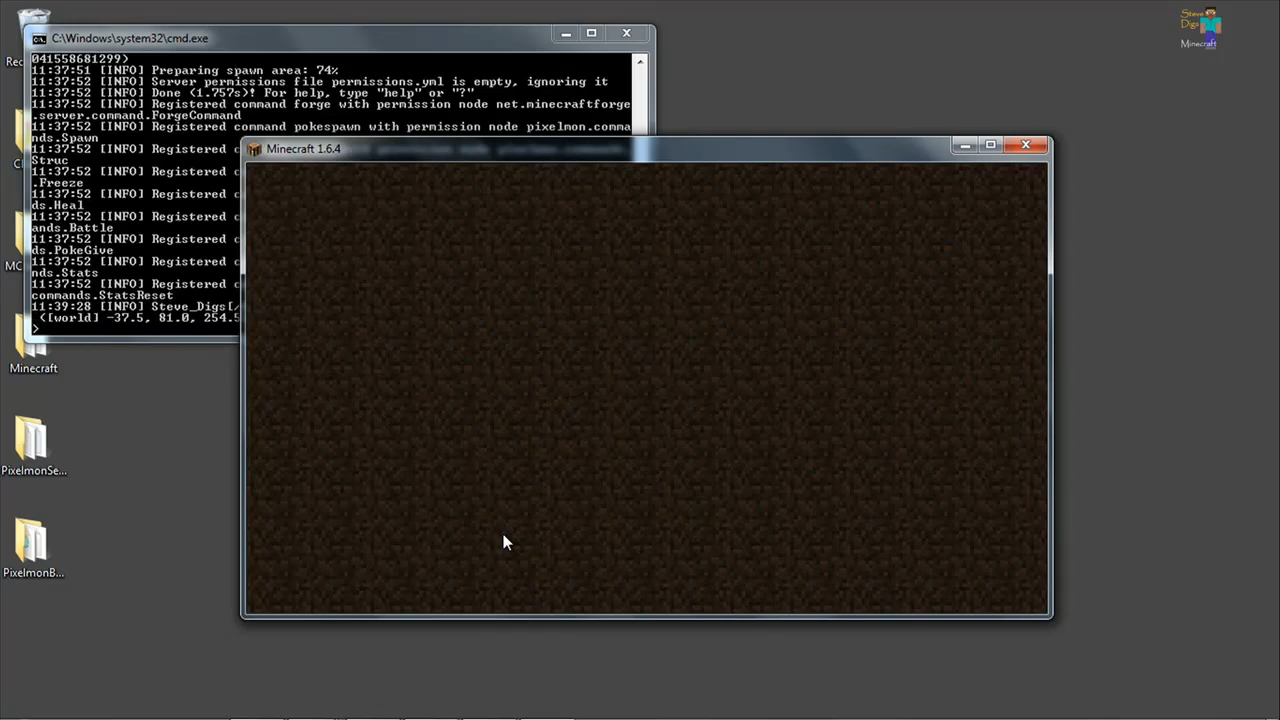 C:\Windows\system32\cmd.exe
041558681299)
11:37:51 [INFO] Preparing spawn area: 74%
11:37:52 [INFO] Server permissions file permissions.yml is empty, ignoring it
11:37:52 [INFO] Done (1.757s)! For help, type "help" or "?"
11:37:52 [INFO] Registered command forge with permission node net.minecraftforge
.server.command.ForgeCommand
11:37:52 [INFO] Registered command pokespawn with permission node pixelmon.comma
nds.Spawn
11:37:52 [INFO] Registered c
Struc
11:37:52 [INFO] Registered c
.Freeze
11:37:52 [INFO] Registered c
ds.Heal
11:37:52 [INFO] Registered c
ands.Battle
11:37:52 [INFO] Registered c
ds.PokeGive
11:37:52 [INFO] Registered c
nds.Stats
11:37:52 [INFO] Registered c
commands.StatsReset
11:39:28 [INFO] Steve_Digs[/
([world] -37.5, 81.0, 254.5
>
Minecraft 1.6.4
Rec
MC
Minecraft
PixelmonSe...
PixelmonB...
Steve
Digs
Minecraft